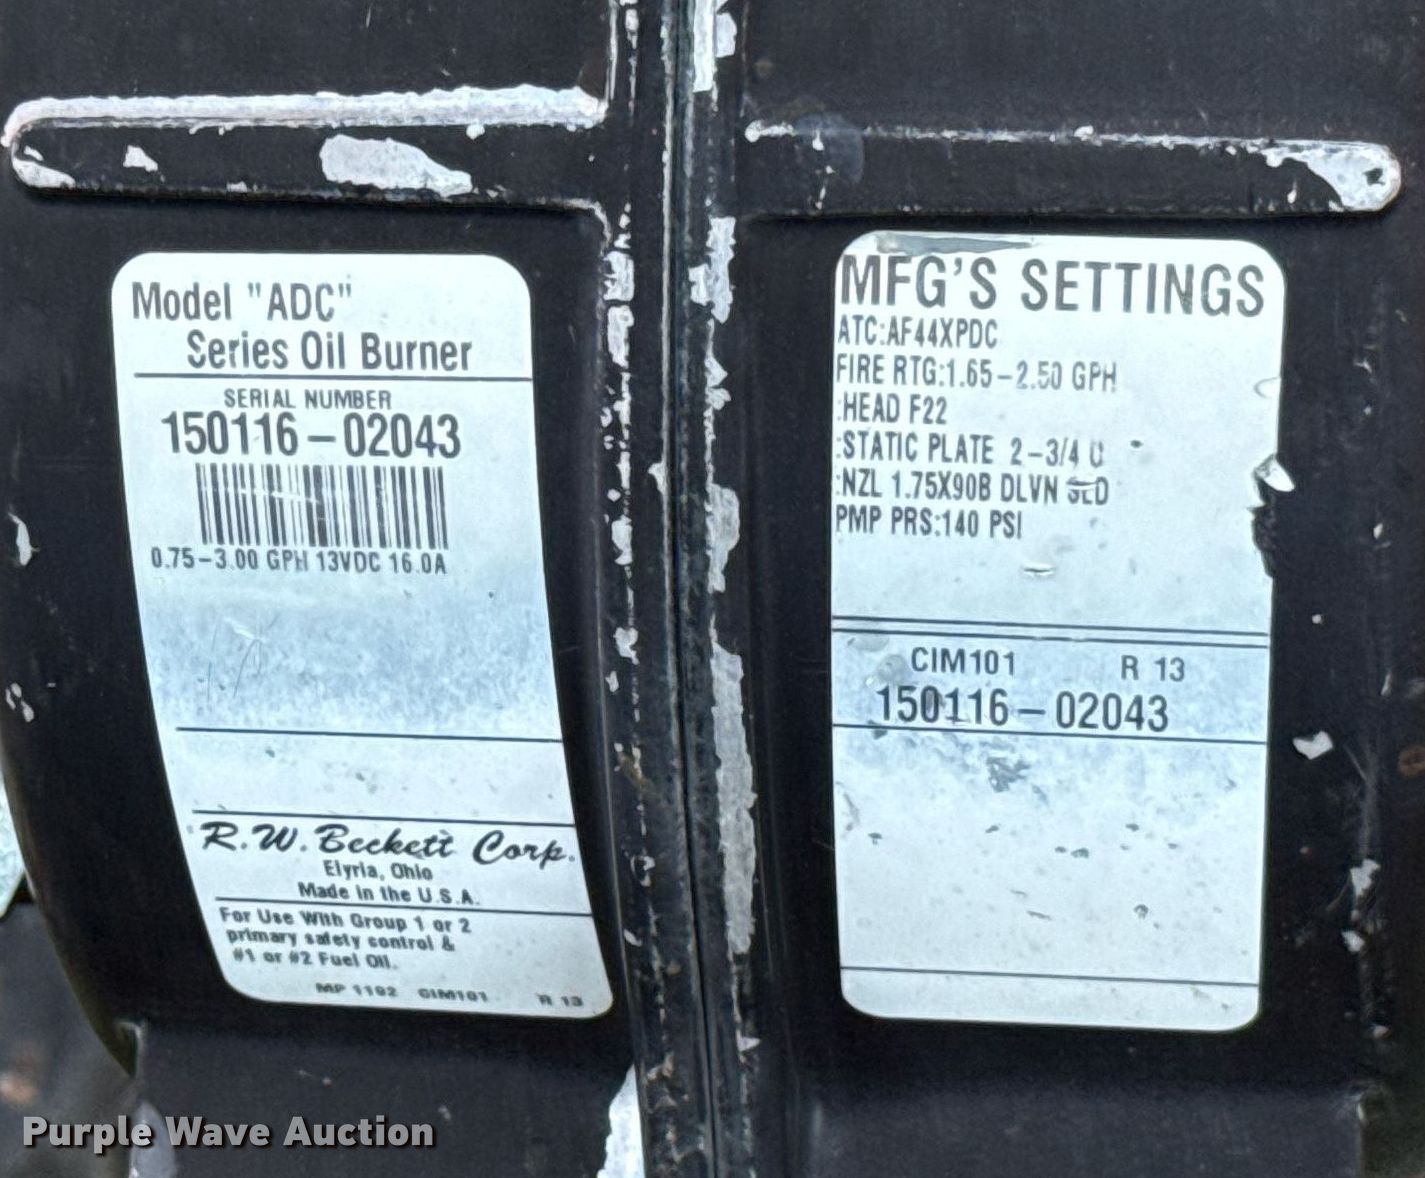 Model "ADC"
Series Oil Burner
SERIAL NUMBER
150116-02043
0.75-3.00 GPH 13VDC 16.0A
R.W. Beckett Corp.
Elyria, Ohio
Made in the U.S.A.
For Use With Group 1 or 2
primary safety control &
#1 or #2 Fuel Oil.
MP 1192 CIM101 R 13
MFG'S SETTINGS
ATC:AF44XPDC
FIRE RTG:1.65-2.50 GPH
:HEAD F22
:STATIC PLATE 2-3/4 U
:NZL 1.75X90B DLVN SLD
PMP PRS:140 PSI
CIM101 R 13
150116-02043
Purple Wave Auction